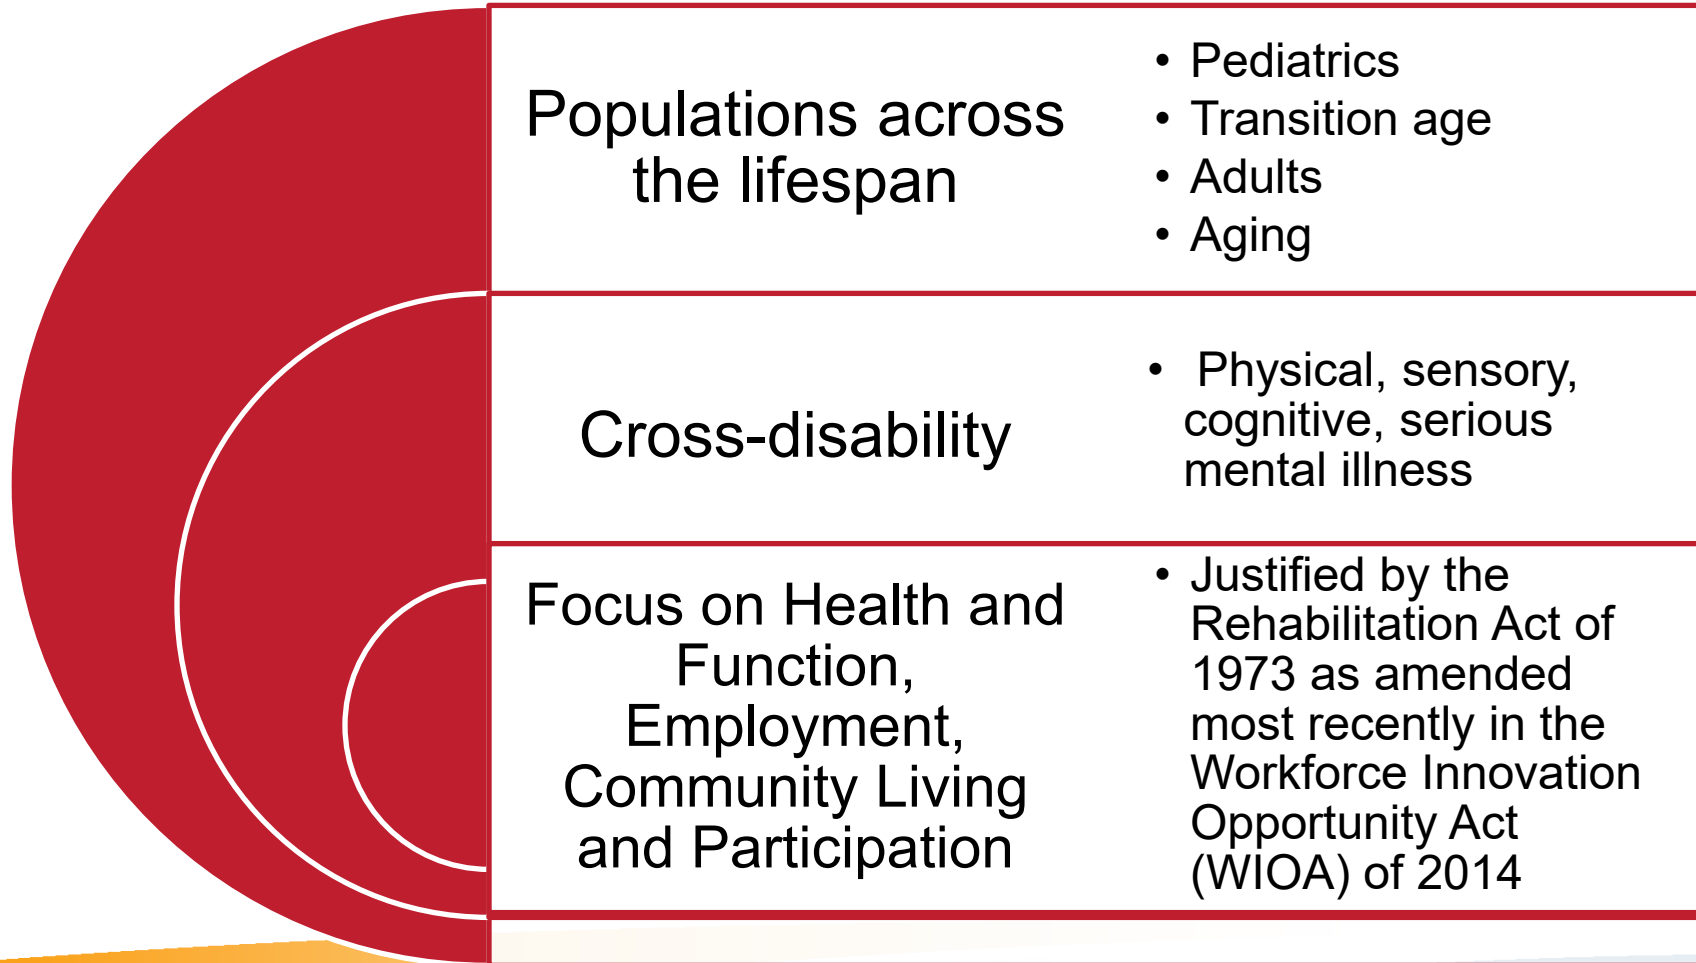 Populations across
the lifespan
• Pediatrics
• Transition age
• Adults
• Aging
Cross-disability
• Physical, sensory,
cognitive, serious
mental illness
Focus on Health and
Function,
Employment,
Community Living
and Participation
• Justified by the
Rehabilitation Act of
1973 as amended
most recently in the
Workforce Innovation
Opportunity Act
(WIOA) of 2014